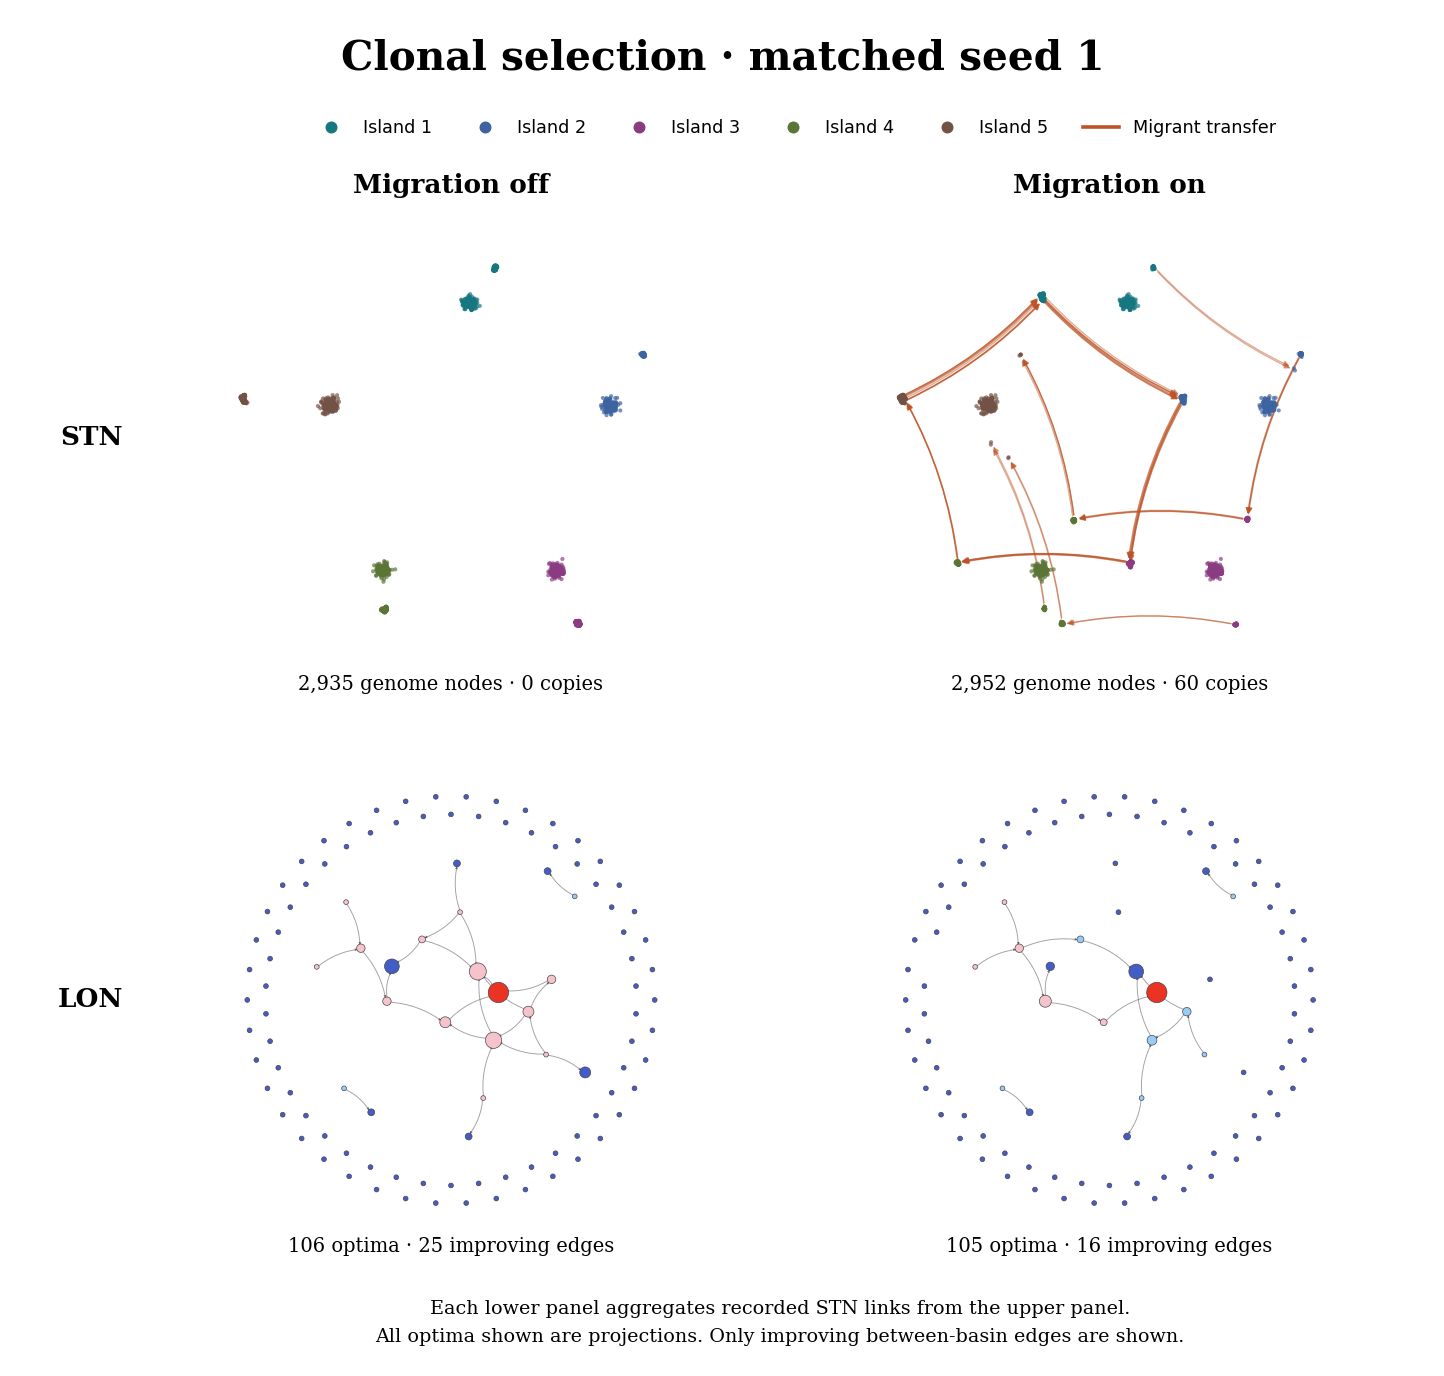 Clonal selection · matched seed 1
Island 1 Island 2 Island 3 Island 4 Island 5 Migrant transfer
Migration off Migration on
STN
2,935 genome nodes · 0 copies 2,952 genome nodes · 60 copies
LON
106 optima · 25 improving edges 105 optima · 16 improving edges
Each lower panel aggregates recorded STN links from the upper panel.
All optima shown are projections. Only improving between-basin edges are shown.